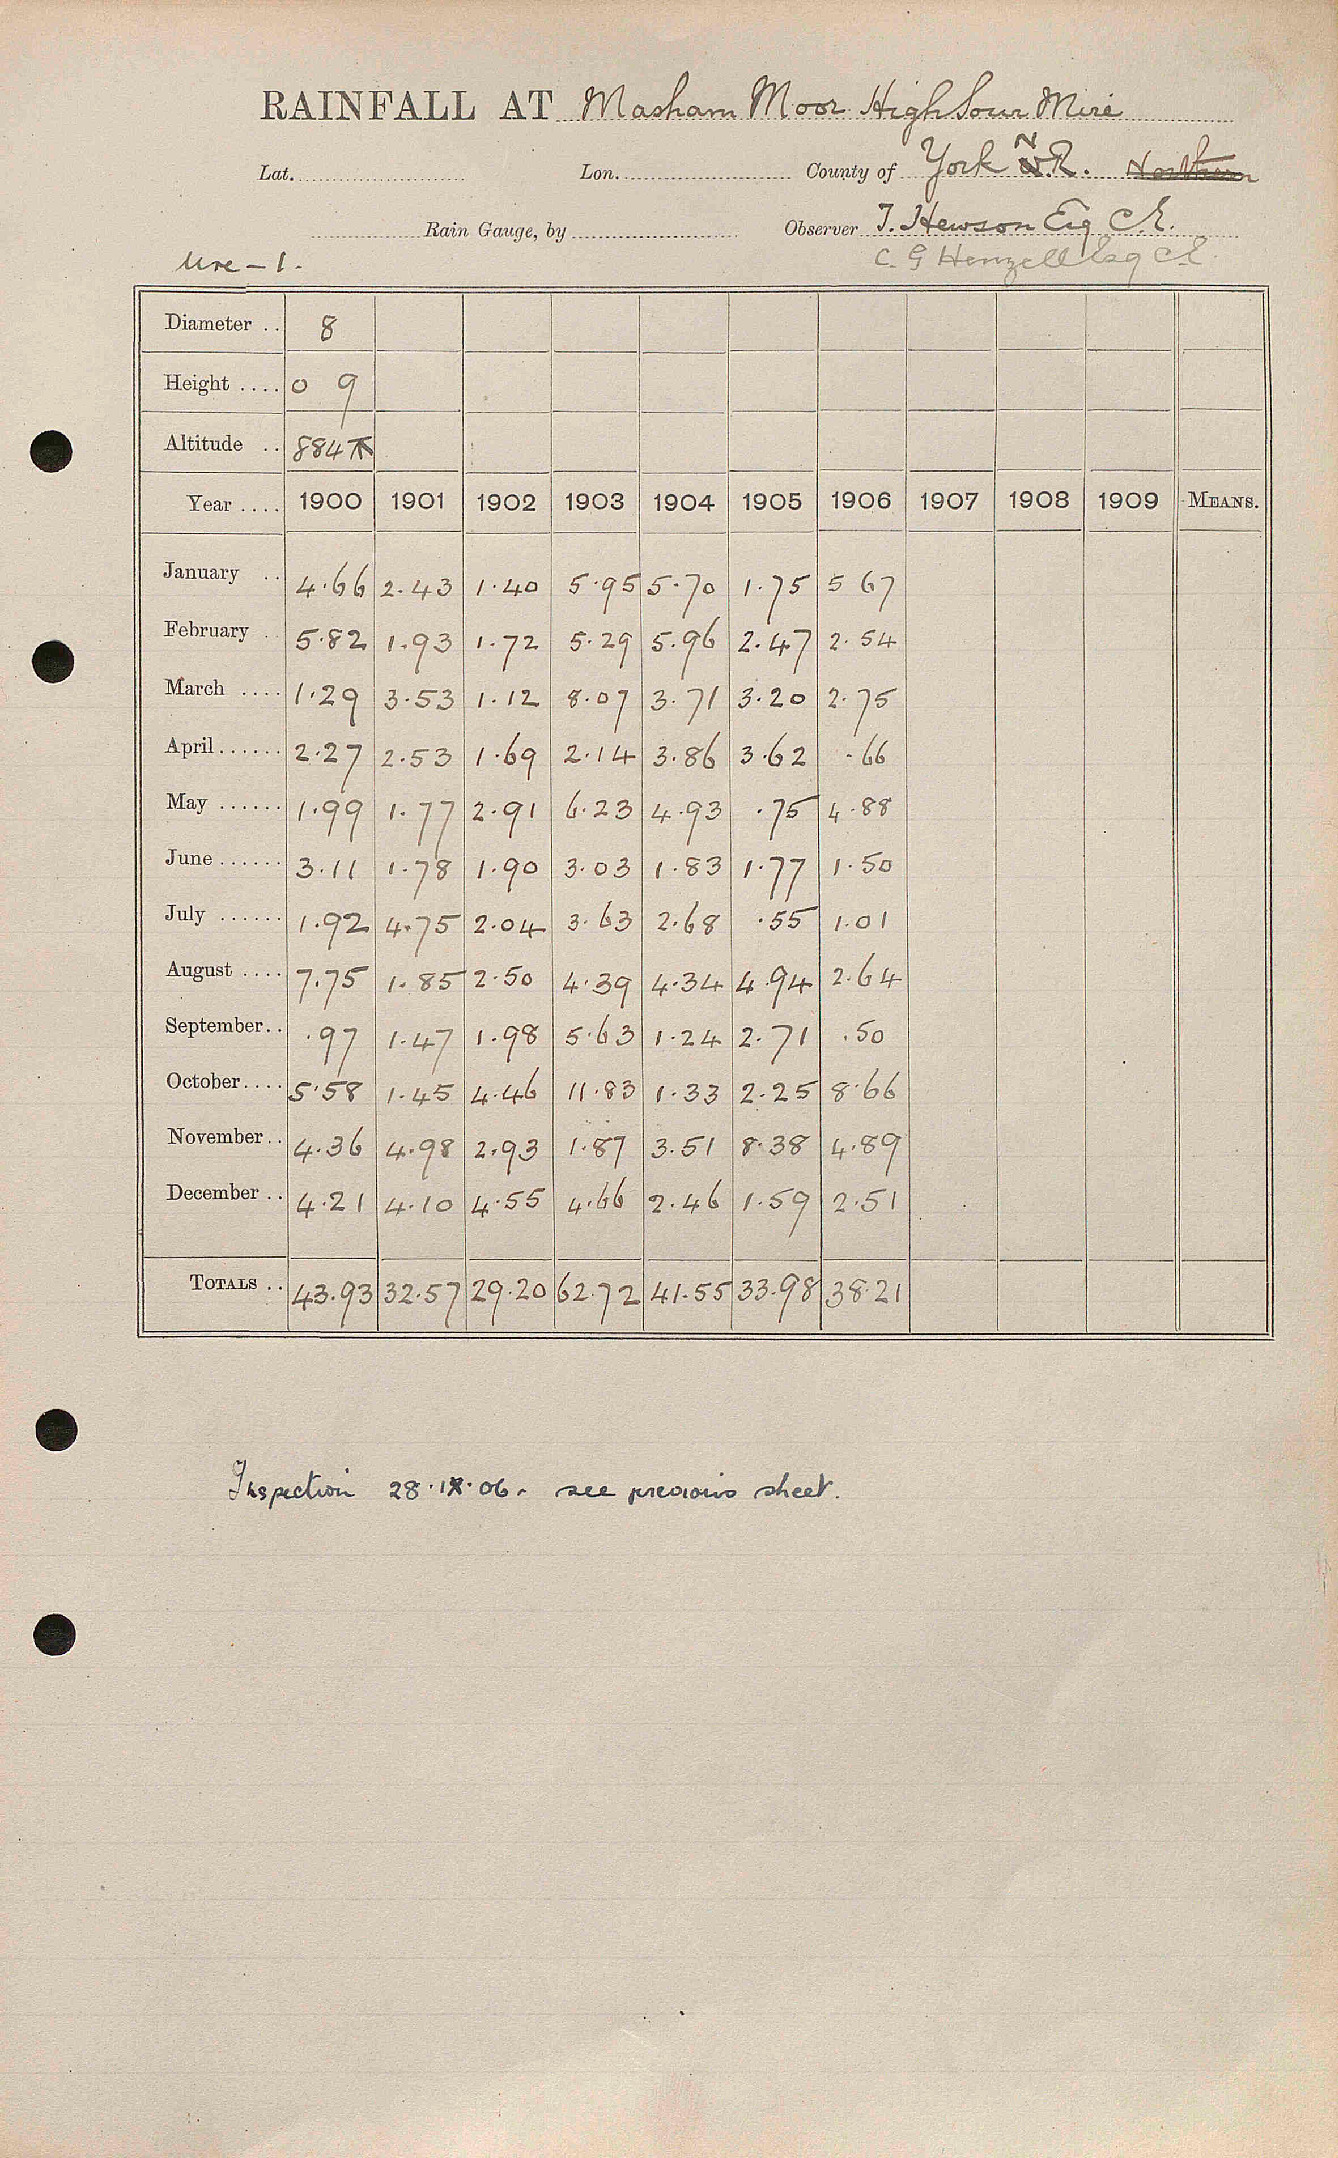 RAINFALL AT Masham Moor High Sour Mire
Lat. Lon. County of York N.R. Northern
Rain Gauge, by Observer T. Hewson Esq C.E.
Ure - 1. C. G Henzell Esq C.E.
Diameter .. 8
Height .... 0 9
Altitude .. 884
Year .... 1900 1901 1902 1903 1904 1905 1906 1907 1908 1909 MEANS.
January .. 4.66 2.43 1.40 5.95 5.70 1.75 5 67
February . 5.82 1.93 1.72 5.29 5.96 2.47 2.54
March .... 1.29 3.53 1.12 8.07 3.71 3.20 2.75
April...... 2.27 2.53 1.69 2.14 3.86 3.62 .66
May ...... 1.99 1.77 2.91 6.23 4.93 .75 4.88
June ...... 3.11 1.78 1.90 3.03 1.83 1.77 1.50
July ...... 1.92 4.75 2.04 3.63 2.68 .55 1.01
August .... 7.75 1.85 2.50 4.39 4.34 4.94 2.64
September.. .97 1.47 1.98 5.63 1.24 2.71 .50
October.... 5.58 1.45 4.46 11.83 1.33 2.25 8.66
November.. 4.36 4.98 2.93 1.87 3.51 8.38 4.89
December .. 4.21 4.10 4.55 4.66 2.46 1.59 2.51
TOTALS .. 43.93 32.57 29.20 62.72 41.55 33.98 38.21
Inspection 28.IX.06. see previous sheet.